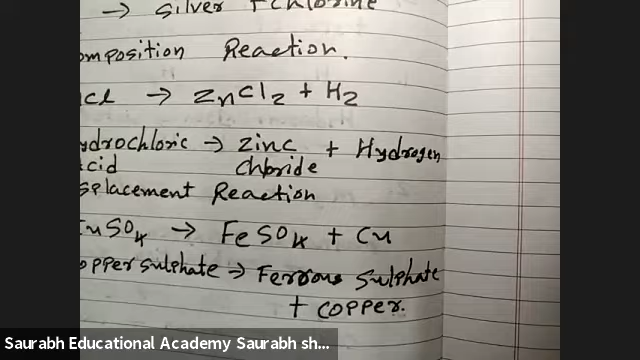 → Silver + Chlorine
omposition Reaction.
HCl → ZnCl2 + H2
ydrochloric → Zinc + Hydrogen
acid chloride
splacement Reaction
CuSO4 → FeSO4 + Cu
opper sulphate → Ferrous Sulphate
+ copper.
Saurabh Educational Academy Saurabh sh...